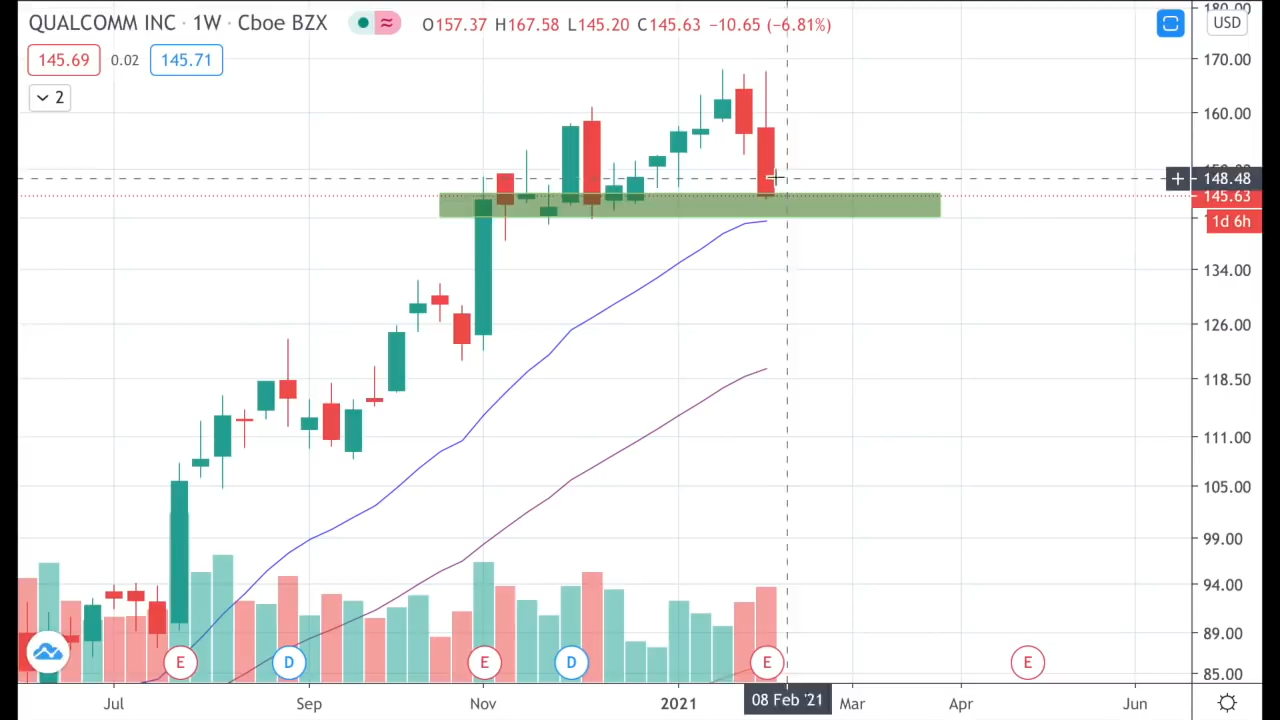 QUALCOMM INC · 1W · Cboe BZX ≈ O157.37 H167.58 L145.20 C145.63 −10.65 (−6.81%)
USD
145.69 0.02 145.71
2
170.00
160.00
+ 148.48
145.63
1d 6h
134.00
126.00
118.50
111.00
105.00
99.00
94.00
89.00
85.00
E D E D E E
Jul Sep Nov 2021 08 Feb '21 Mar Apr Jun